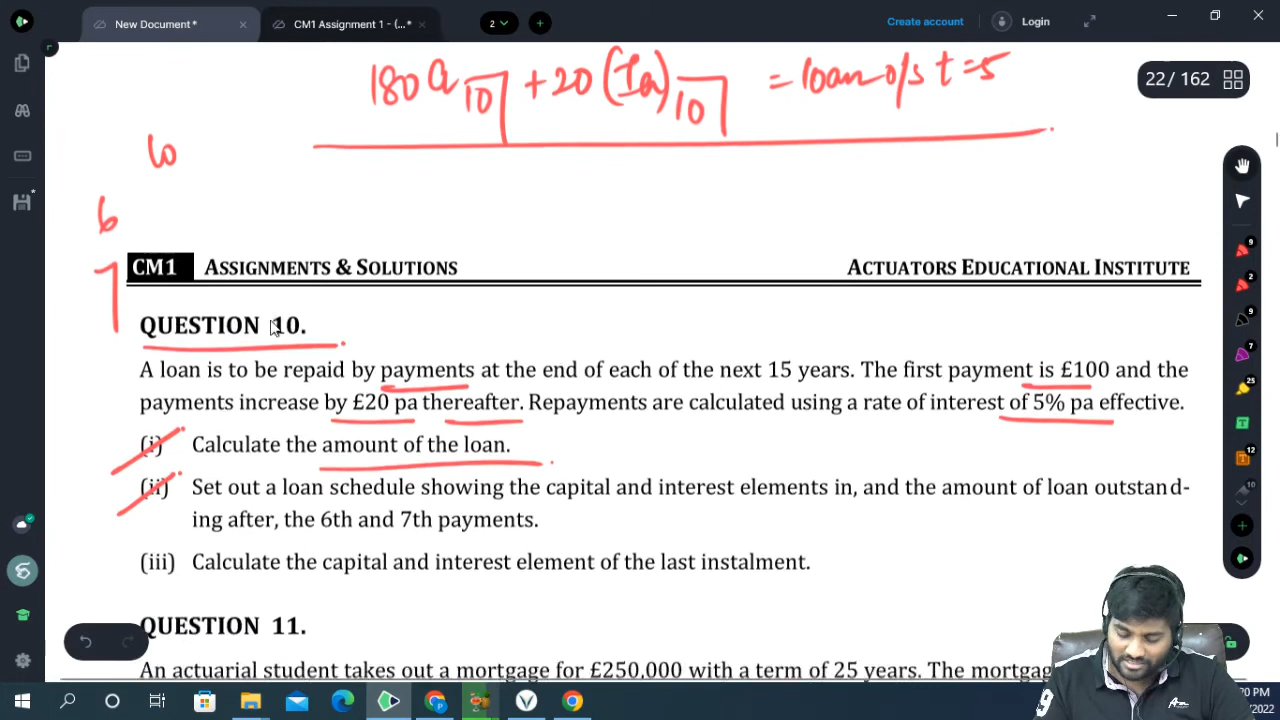 New Document*
CM1 Assignment 1 - (...*
2
Create account
Login
180 a 10 + 20 (Ia) 10 = loan o/s t = 5
22 / 162
Lo
6
7
CM1 ASSIGNMENTS & SOLUTIONS ACTUATORS EDUCATIONAL INSTITUTE
QUESTION 10.
A loan is to be repaid by payments at the end of each of the next 15 years. The first payment is £100 and the
payments increase by £20 pa thereafter. Repayments are calculated using a rate of interest of 5% pa effective.
(i) Calculate the amount of the loan.
(ii) Set out a loan schedule showing the capital and interest elements in, and the amount of loan outstand-
ing after, the 6th and 7th payments.
(iii) Calculate the capital and interest element of the last instalment.
QUESTION 11.
An actuarial student takes out a mortgage for £250,000 with a term of 25 years. The mortgag